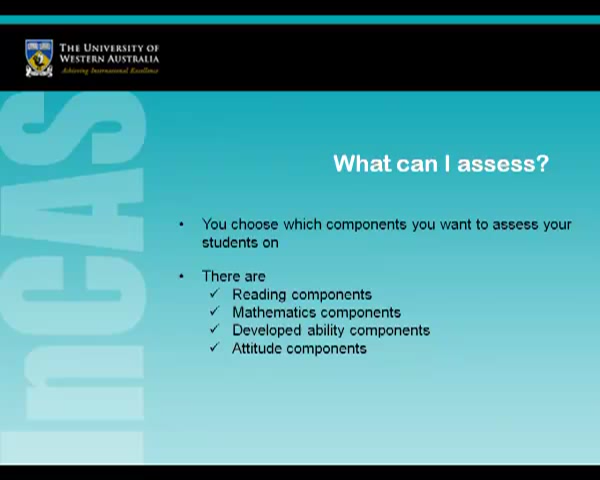 THE UNIVERSITY OF
WESTERN AUSTRALIA
Achieving International Excellence
InCAS
What can I assess?
• You choose which components you want to assess your
students on
• There are
✓ Reading components
✓ Mathematics components
✓ Developed ability components
✓ Attitude components